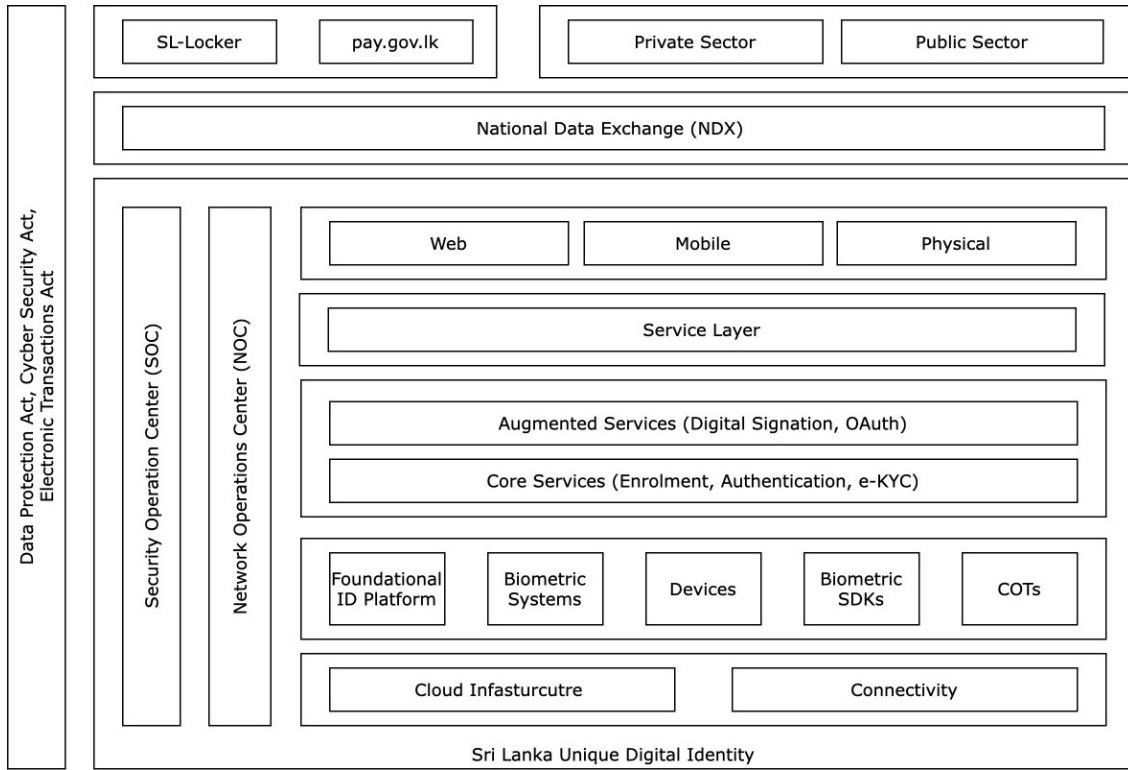 SL-Locker
pay.gov.lk
Private Sector
Public Sector
National Data Exchange (NDX)
Data Protection Act, Cycber Security Act,
Electronic Transactions Act
Security Operation Center (SOC)
Network Operations Center (NOC)
Web
Mobile
Physical
Service Layer
Augmented Services (Digital Signation, OAuth)
Core Services (Enrolment, Authentication, e-KYC)
Foundational
ID Platform
Biometric
Systems
Devices
Biometric
SDKs
COTs
Cloud Infasturcutre
Connectivity
Sri Lanka Unique Digital Identity